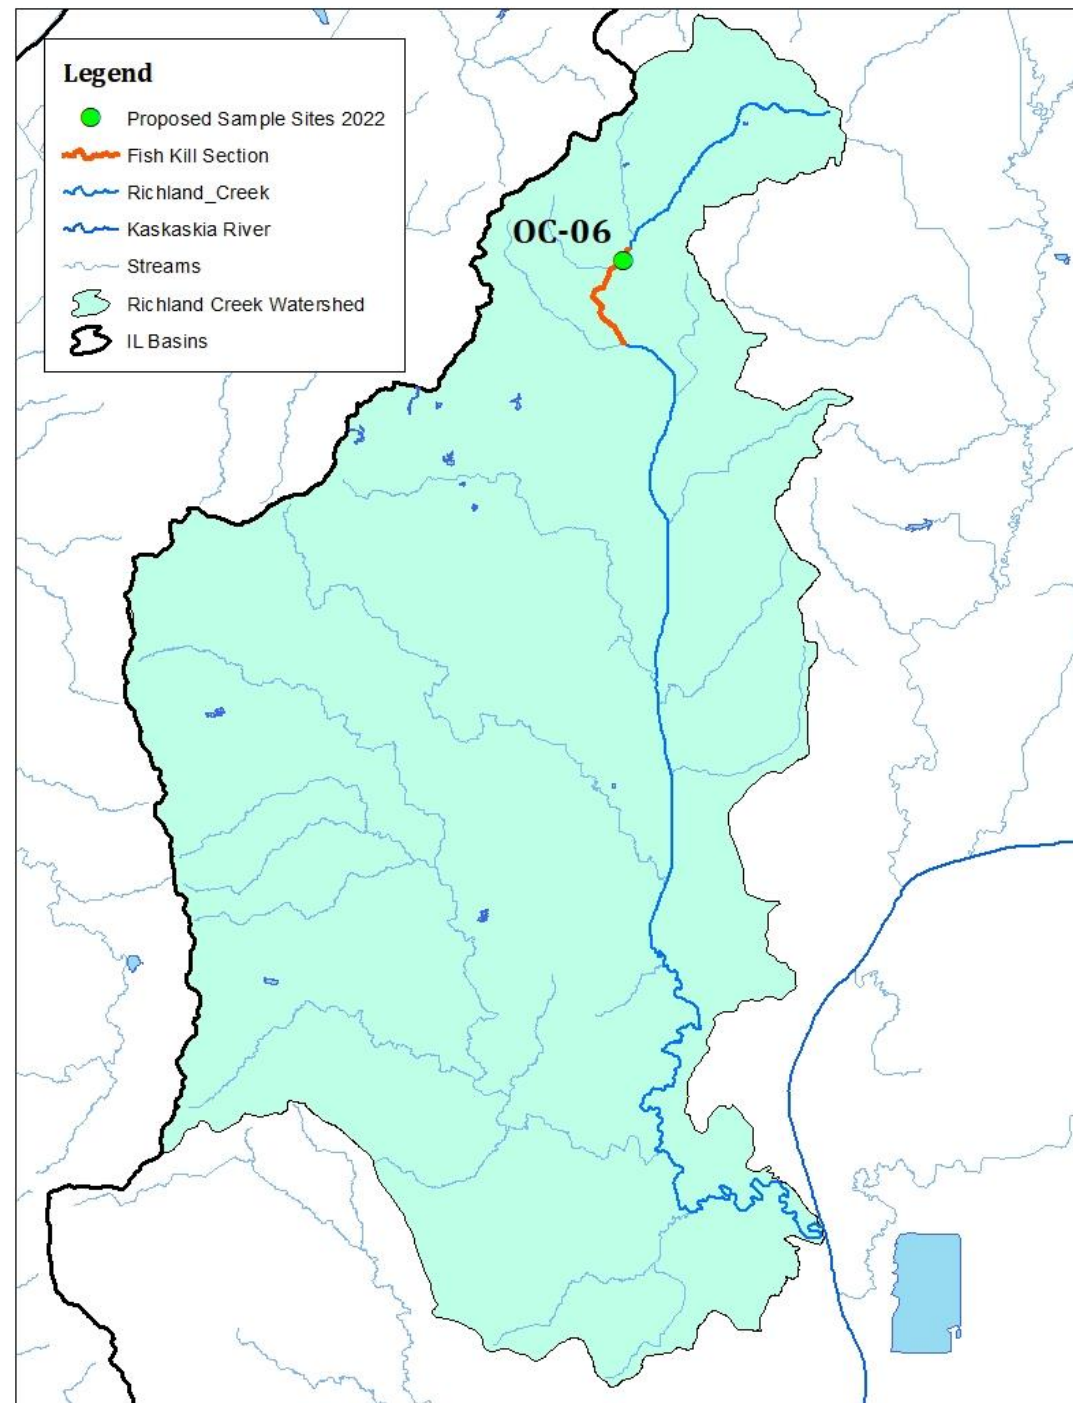 Legend
Proposed Sample Sites 2022
Fish Kill Section
Richland_Creek
Kaskaskia River
Streams
Richland Creek Watershed
IL Basins
OC-06